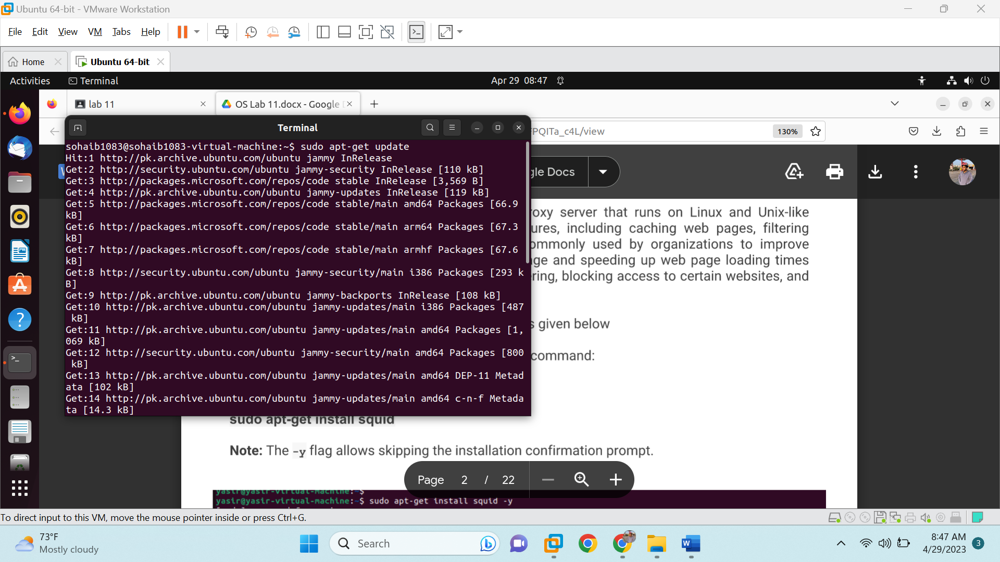 Ubuntu 64-bit - VMware Workstation
File Edit View VM Tabs Help
Home
Ubuntu 64-bit
Activities
Terminal
Apr 29 08:47
lab 11
OS Lab 11.docx - Google
PQITa_c4L/view
130%
Terminal
sohaib1083@sohaib1083-virtual-machine:~$ sudo apt-get update
Hit:1 http://pk.archive.ubuntu.com/ubuntu jammy InRelease
Get:2 http://security.ubuntu.com/ubuntu jammy-security InRelease [110 kB]
Get:3 http://packages.microsoft.com/repos/code stable InRelease [3,569 B]
Get:4 http://pk.archive.ubuntu.com/ubuntu jammy-updates InRelease [119 kB]
Get:5 http://packages.microsoft.com/repos/code stable/main amd64 Packages [66.9
kB]
Get:6 http://packages.microsoft.com/repos/code stable/main arm64 Packages [67.3
kB]
Get:7 http://packages.microsoft.com/repos/code stable/main armhf Packages [67.6
kB]
Get:8 http://security.ubuntu.com/ubuntu jammy-security/main i386 Packages [293 k
B]
Get:9 http://pk.archive.ubuntu.com/ubuntu jammy-backports InRelease [108 kB]
Get:10 http://pk.archive.ubuntu.com/ubuntu jammy-updates/main i386 Packages [487
kB]
Get:11 http://pk.archive.ubuntu.com/ubuntu jammy-updates/main amd64 Packages [1,
069 kB]
Get:12 http://security.ubuntu.com/ubuntu jammy-security/main amd64 Packages [800
kB]
Get:13 http://pk.archive.ubuntu.com/ubuntu jammy-updates/main amd64 DEP-11 Metad
ata [102 kB]
Get:14 http://pk.archive.ubuntu.com/ubuntu jammy-updates/main amd64 c-n-f Metada
ta [14.3 kB]
gle Docs
oxy server that runs on Linux and Unix-like
ures, including caching web pages, filtering
ommonly used by organizations to improve
ge and speeding up web page loading times
ring, blocking access to certain websites, and
s given below
command:
sudo apt-get install squid
Note: The -y flag allows skipping the installation confirmation prompt.
Page 2 / 22
yasir@yasir-virtual-machine:~$
yasir@yasir-virtual-machine:~$ sudo apt-get install squid -y
To direct input to this VM, move the mouse pointer inside or press Ctrl+G.
73°F
Mostly cloudy
Search
8:47 AM
4/29/2023
3